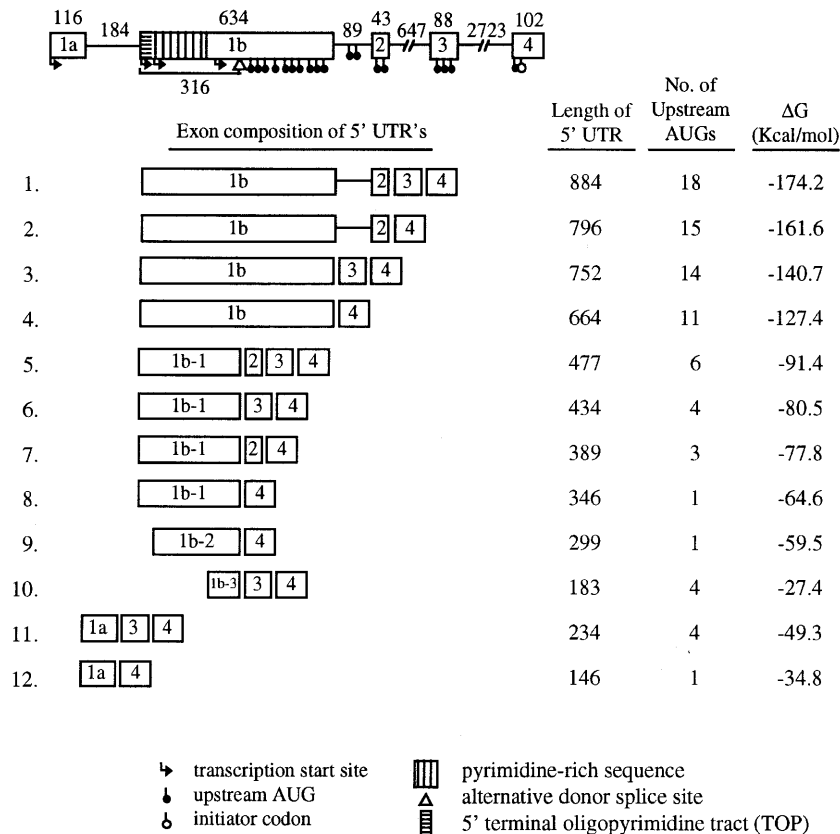 116 634 43 88 102
184 89 647 2723
1a 1b 2 3 4
316
Exon composition of 5' UTR's
Length of 5' UTR
No. of Upstream AUGs
ΔG (Kcal/mol)
1. 1b 2 3 4 884 18 -174.2
2. 1b 2 4 796 15 -161.6
3. 1b 3 4 752 14 -140.7
4. 1b 4 664 11 -127.4
5. 1b-1 2 3 4 477 6 -91.4
6. 1b-1 3 4 434 4 -80.5
7. 1b-1 2 4 389 3 -77.8
8. 1b-1 4 346 1 -64.6
9. 1b-2 4 299 1 -59.5
10. 1b-3 3 4 183 4 -27.4
11. 1a 3 4 234 4 -49.3
12. 1a 4 146 1 -34.8
transcription start site
upstream AUG
initiator codon
pyrimidine-rich sequence
alternative donor splice site
5' terminal oligopyrimidine tract (TOP)